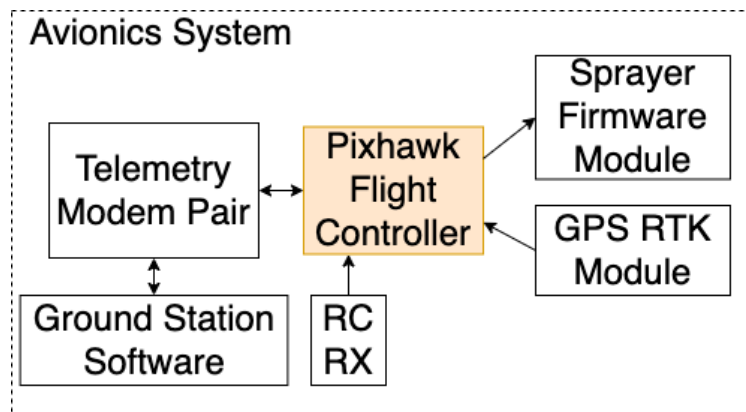 Avionics System
Telemetry
Modem Pair
Pixhawk
Flight
Controller
Sprayer
Firmware
Module
GPS RTK
Module
Ground Station
Software
RC
RX